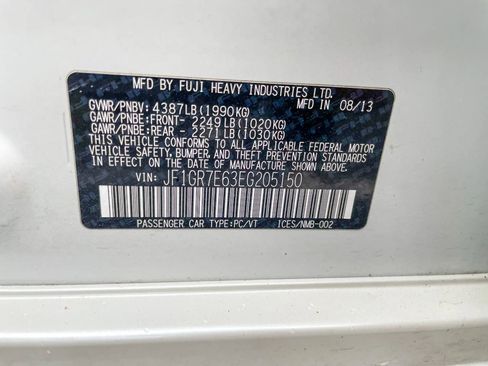 MFD BY FUJI HEAVY INDUSTRIES LTD.
MFD IN 08/13
GVWR/PNBV: 4387LB(1990KG)
GAWR/PNBE:FRONT- 2249LB(1020KG)
GAWR/PNBE:REAR - 2271LB(1030KG)
THIS VEHICLE CONFORMS TO ALL APPLICABLE FEDERAL MOTOR
VEHICLE SAFETY,BUMPER, AND THEFT PREVENTION STANDARDS
IN EFFECT ON THE DATE OF MANUFACTURE SHOWN ABOVE.
VIN: JF1GR7E63EG205150
PASSENGER CAR TYPE:PC/VT ICES/NMB-002